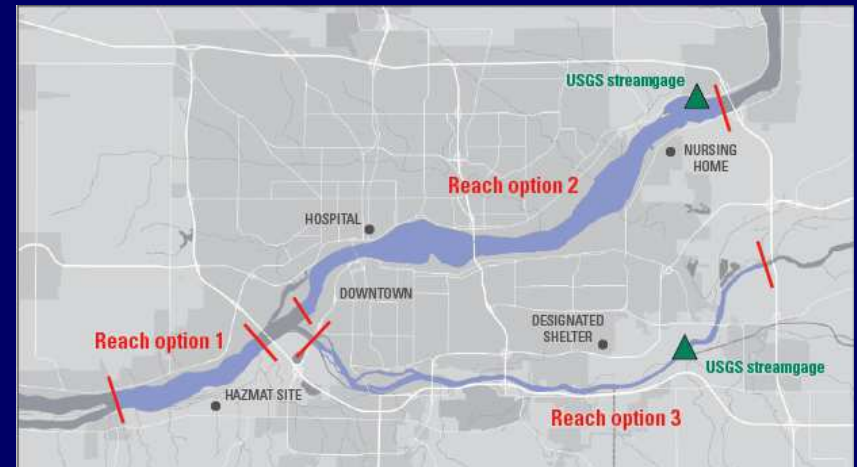 USGS streamgage
NURSING
HOME
Reach option 2
HOSPITAL
DOWNTOWN
DESIGNATED
SHELTER
Reach option 1
USGS streamgage
HAZMAT SITE
Reach option 3